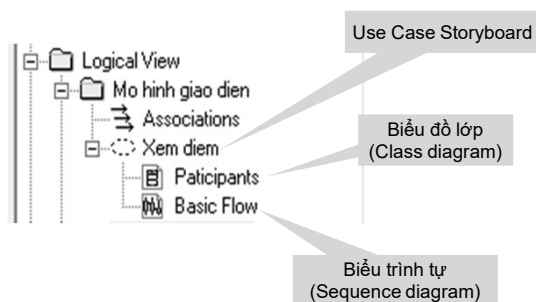 Use Case Storyboard
Logical View
Mo hinh giao dien
Associations
Xem diem
Biểu đồ lớp
(Class diagram)
Paticipants
Basic Flow
Biểu trình tự
(Sequence diagram)